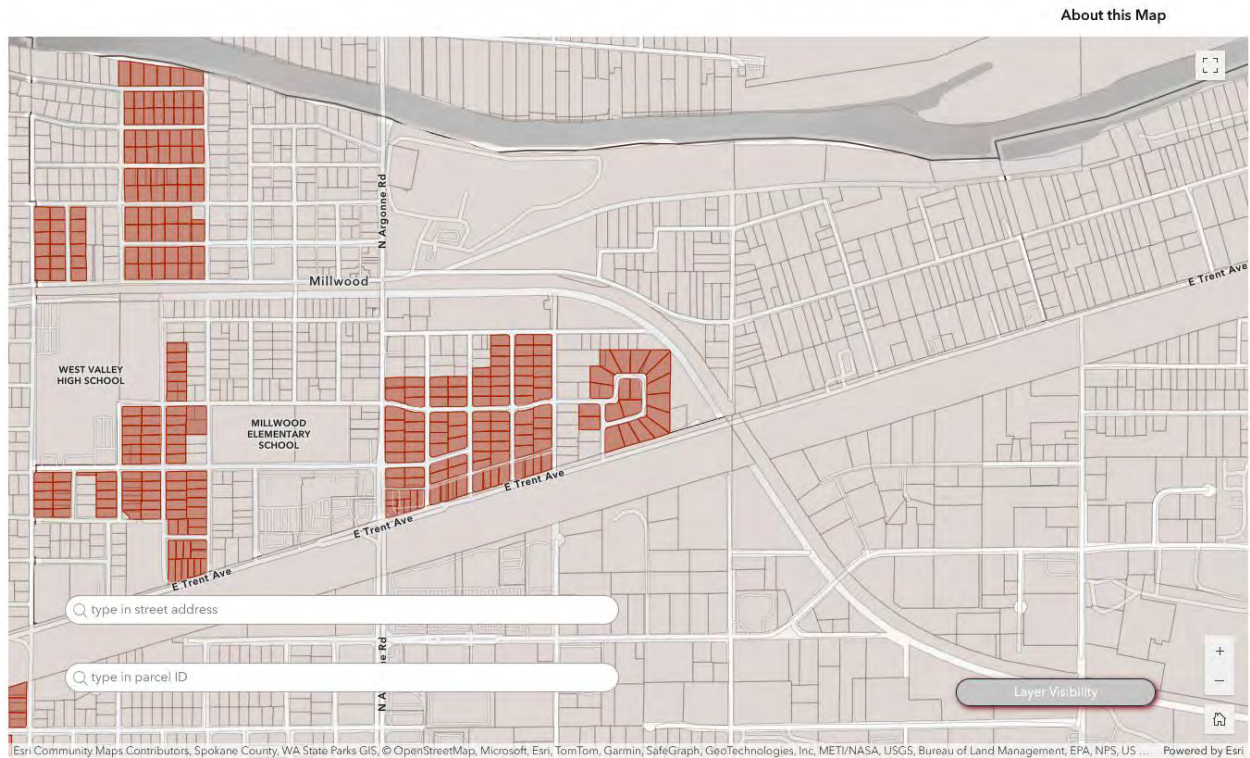 About this Map
N Argonne Rd
Millwood
E Trent Ave
WEST VALLEY
HIGH SCHOOL
MILLWOOD
ELEMENTARY
SCHOOL
E Trent Ave
E Trent Ave
E Trent Ave
type in street address
type in parcel ID
Layer Visibility
+
−
Esri Community Maps Contributors, Spokane County, WA State Parks GIS, © OpenStreetMap, Microsoft, Esri, TomTom, Garmin, SafeGraph, GeoTechnologies, Inc, METI/NASA, USGS, Bureau of Land Management, EPA, NPS, US ... Powered by Esri